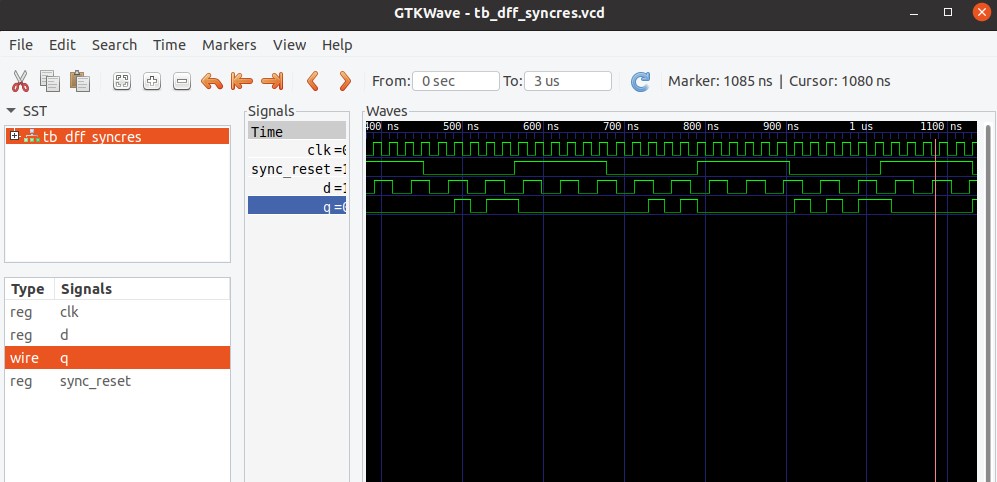 GTKWave - tb_dff_syncres.vcd
File Edit Search Time Markers View Help
From: 0 sec To: 3 us Marker: 1085 ns | Cursor: 1080 ns
SST
Signals
Waves
tb_dff_syncres
Time
clk=0
sync_reset=1
d=1
q=0
400 ns 500 ns 600 ns 700 ns 800 ns 900 ns 1 us 1100 ns
Type Signals
reg clk
reg d
wire q
reg sync_reset